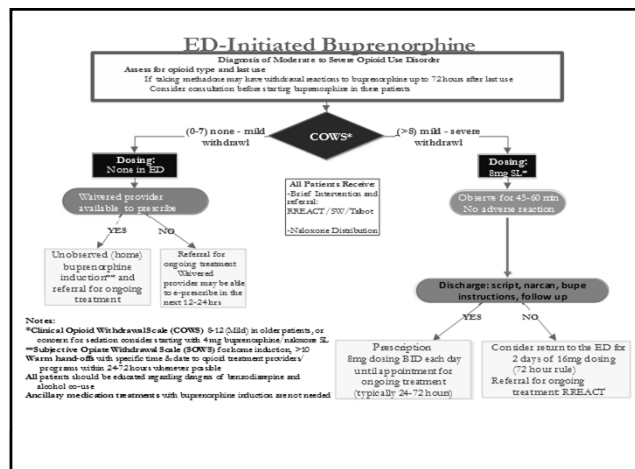 ED-Initiated Buprenorphine
Diagnosis of Moderate to Severe Opioid Use Disorder
Assess for opioid type and last use
If taking methadone may have withdrawal reactions to buprenorphine up to 72 hours after last use
Consider consultation before starting buprenorphine in these patients
(0-7) none - mild
withdrawl
COWS*
(>8) mild - severe
withdrawl
Dosing:
None in ED
Dosing:
8mg SL*
All Patients Receive:
-Brief Intervention and
referral:
RREACT/SW/Talbot
-Naloxone Distribution
Waivered provider
available to prescribe
Observe for 45-60 min
No adverse reaction
YES
NO
Unobserved (home)
buprenorphine
induction** and
referral for ongoing
treatment
Referral for
ongoing treatment
Waivered
provider may be able
to e-prescribe in the
next 12-24hrs
Discharge: script, narcan, bupe
instructions, follow up
YES
NO
Prescription
8mg dosing BID each day
until appointment for
ongoing treatment
(typically 24-72 hours)
Consider return to the ED for
2 days of 16mg dosing
(72 hour rule)
Referral for ongoing
treatment: RREACT
Notes:
*Clinical Opioid Withdrawal Scale (COWS) 8-12 (Mild) in older patients, or
concern for sedation consider starting with 4mg buprenorphine/naloxone SL
**Subjective Opiate Withdrawal Scale (SOWS) for home induction, >10
Warm hand-offs with specific time & date to opioid treatment providers/
programs within 24-72 hours whenever possible
All patients should be educated regarding dangers of benzodiazepine and
alcohol co-use
Ancillary medication treatments with buprenorphine induction are not needed